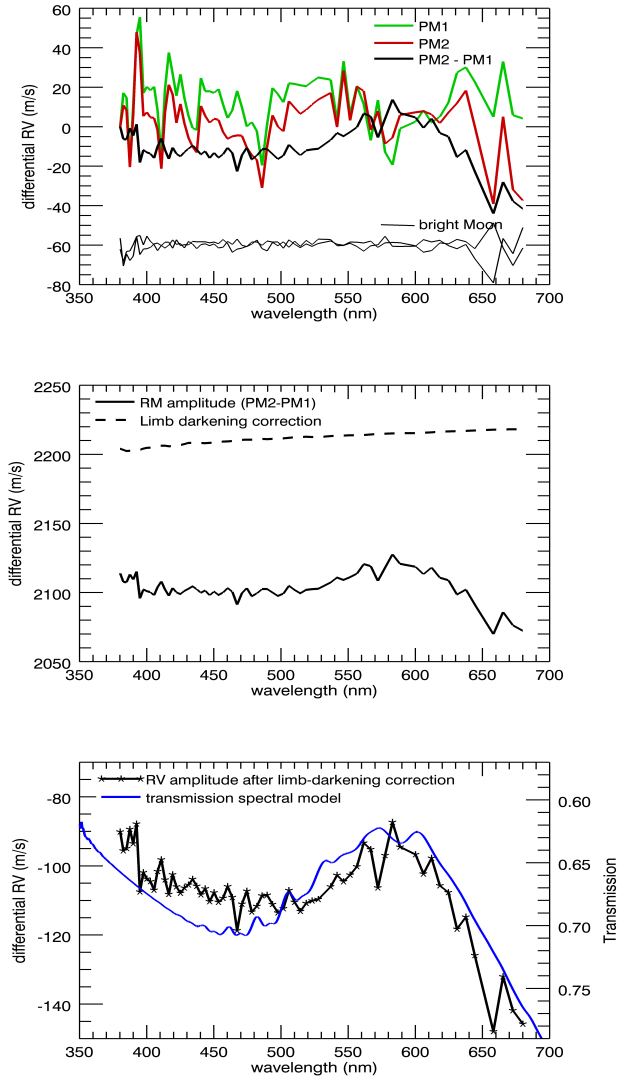 60
40
20
0
-20
-40
-60
-80
differential RV (m/s)
PM1
PM2
PM2 - PM1
bright Moon
350 400 450 500 550 600 650 700
wavelength (nm)
2250
2200
2150
2100
2050
differential RV (m/s)
RM amplitude (PM2-PM1)
Limb darkening correction
350 400 450 500 550 600 650 700
wavelength (nm)
-80
-100
-120
-140
differential RV (m/s)
RV amplitude after limb-darkening correction
transmission spectral model
0.60
0.65
0.70
0.75
Transmission
350 400 450 500 550 600 650 700
wavelength (nm)